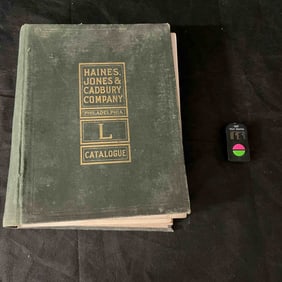 HAINES,
JONES &
CADBURY
COMPANY
PHILADELPHIA
L
CATALOGUE